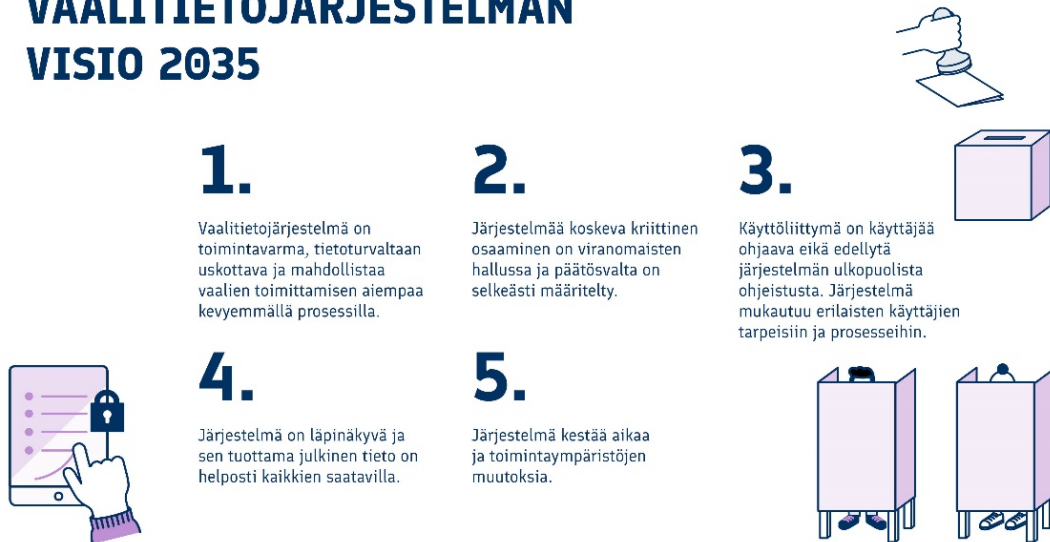 VAALITIETOJÄRJESTELMÄN
VISIO 2035
1.
Vaalitietojärjestelmä on
toimintavarma, tietoturvaltaan
uskottava ja mahdollistaa
vaalien toimittamisen aiempaa
kevyemmällä prosessilla.
2.
Järjestelmää koskeva kriittinen
osaaminen on viranomaisten
hallussa ja päätösvalta on
selkeästi määritelty.
3.
Käyttöliittymä on käyttäjää
ohjaava eikä edellytä
järjestelmän ulkopuolista
ohjeistusta. Järjestelmä
mukautuu erilaisten käyttäjien
tarpeisiin ja prosesseihin.
4.
Järjestelmä on läpinäkyvä ja
sen tuottama julkinen tieto on
helposti kaikkien saatavilla.
5.
Järjestelmä kestää aikaa
ja toimintaympäristöjen
muutoksia.